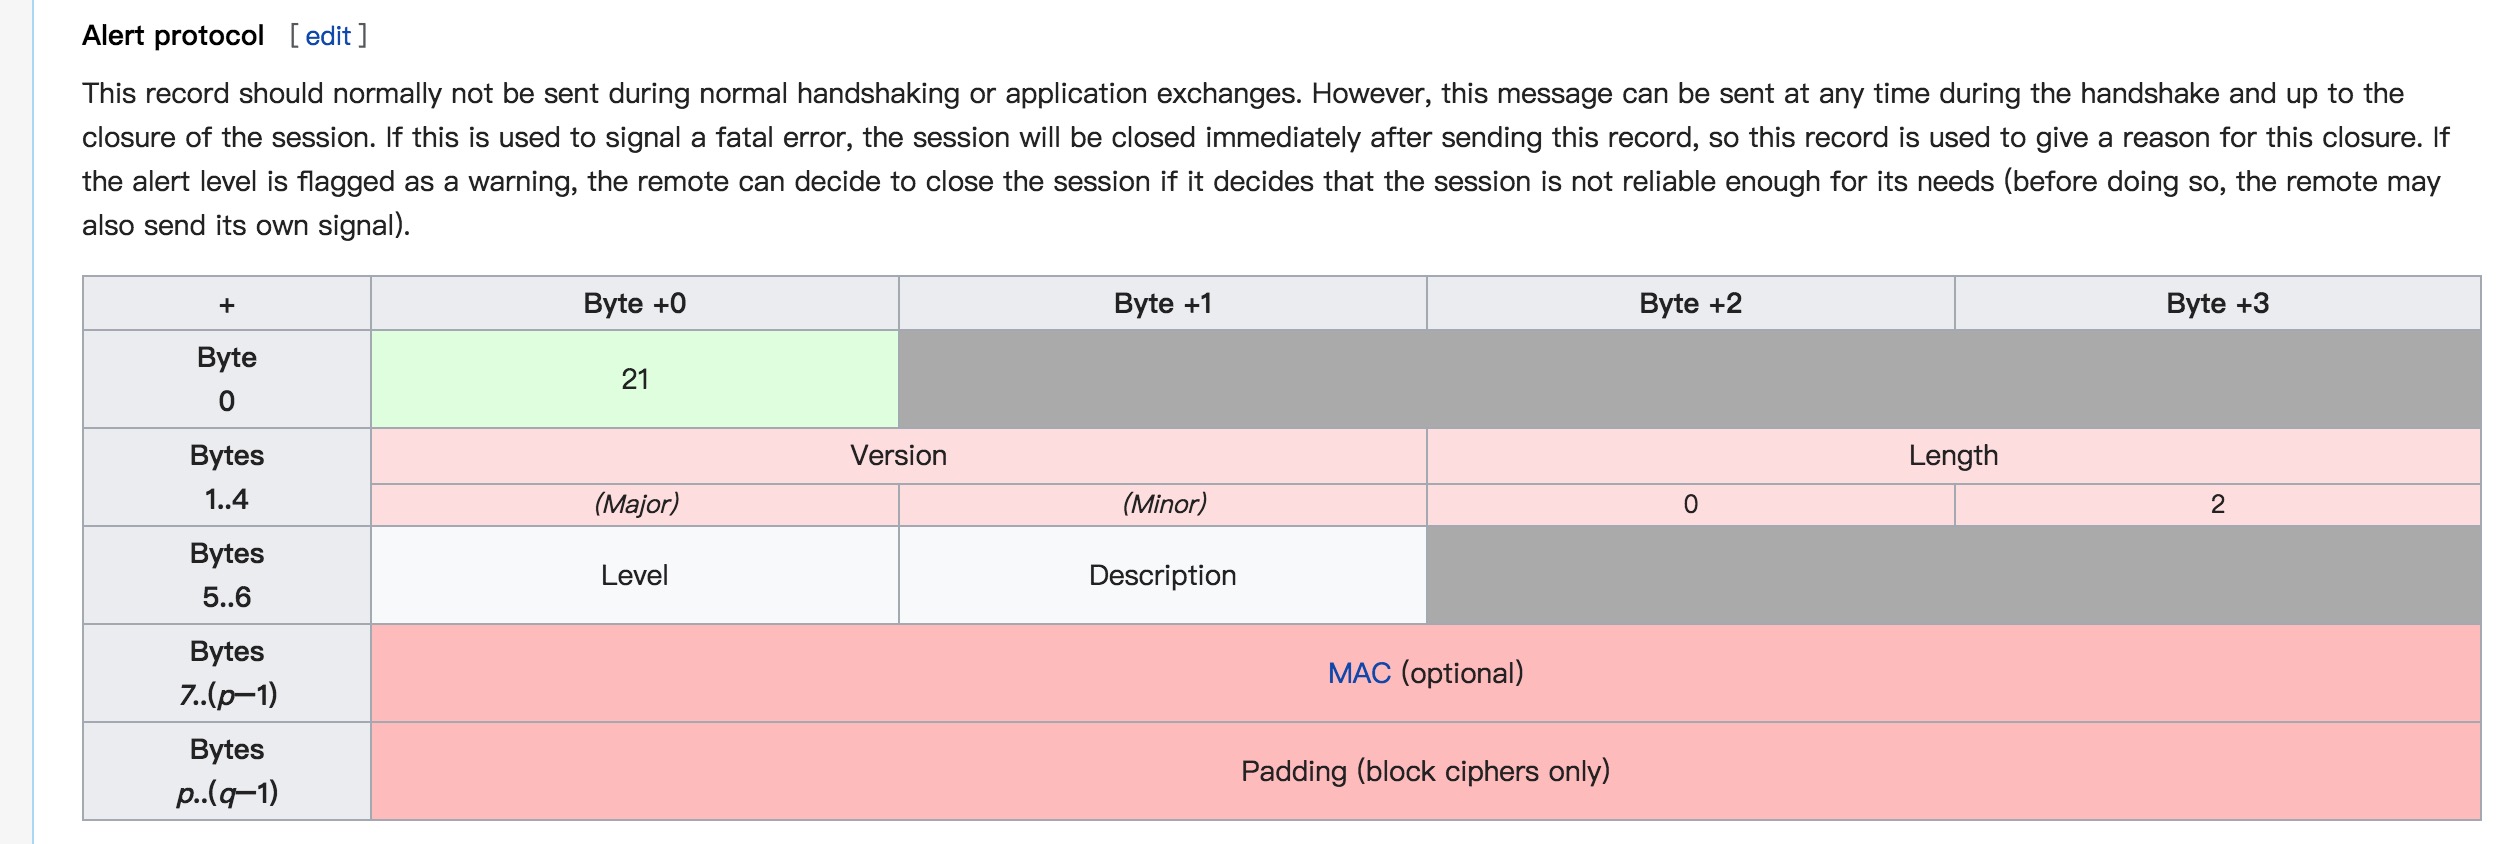 Alert protocol [ edit ]
This record should normally not be sent during normal handshaking or application exchanges. However, this message can be sent at any time during the handshake and up to the
closure of the session. If this is used to signal a fatal error, the session will be closed immediately after sending this record, so this record is used to give a reason for this closure. If
the alert level is flagged as a warning, the remote can decide to close the session if it decides that the session is not reliable enough for its needs (before doing so, the remote may
also send its own signal).
+ Byte +0 Byte +1 Byte +2 Byte +3
Byte
0
21
Bytes
1..4
Version Length
(Major) (Minor) 0 2
Bytes
5..6
Level Description
Bytes
7..(p−1)
MAC (optional)
Bytes
p..(q−1)
Padding (block ciphers only)